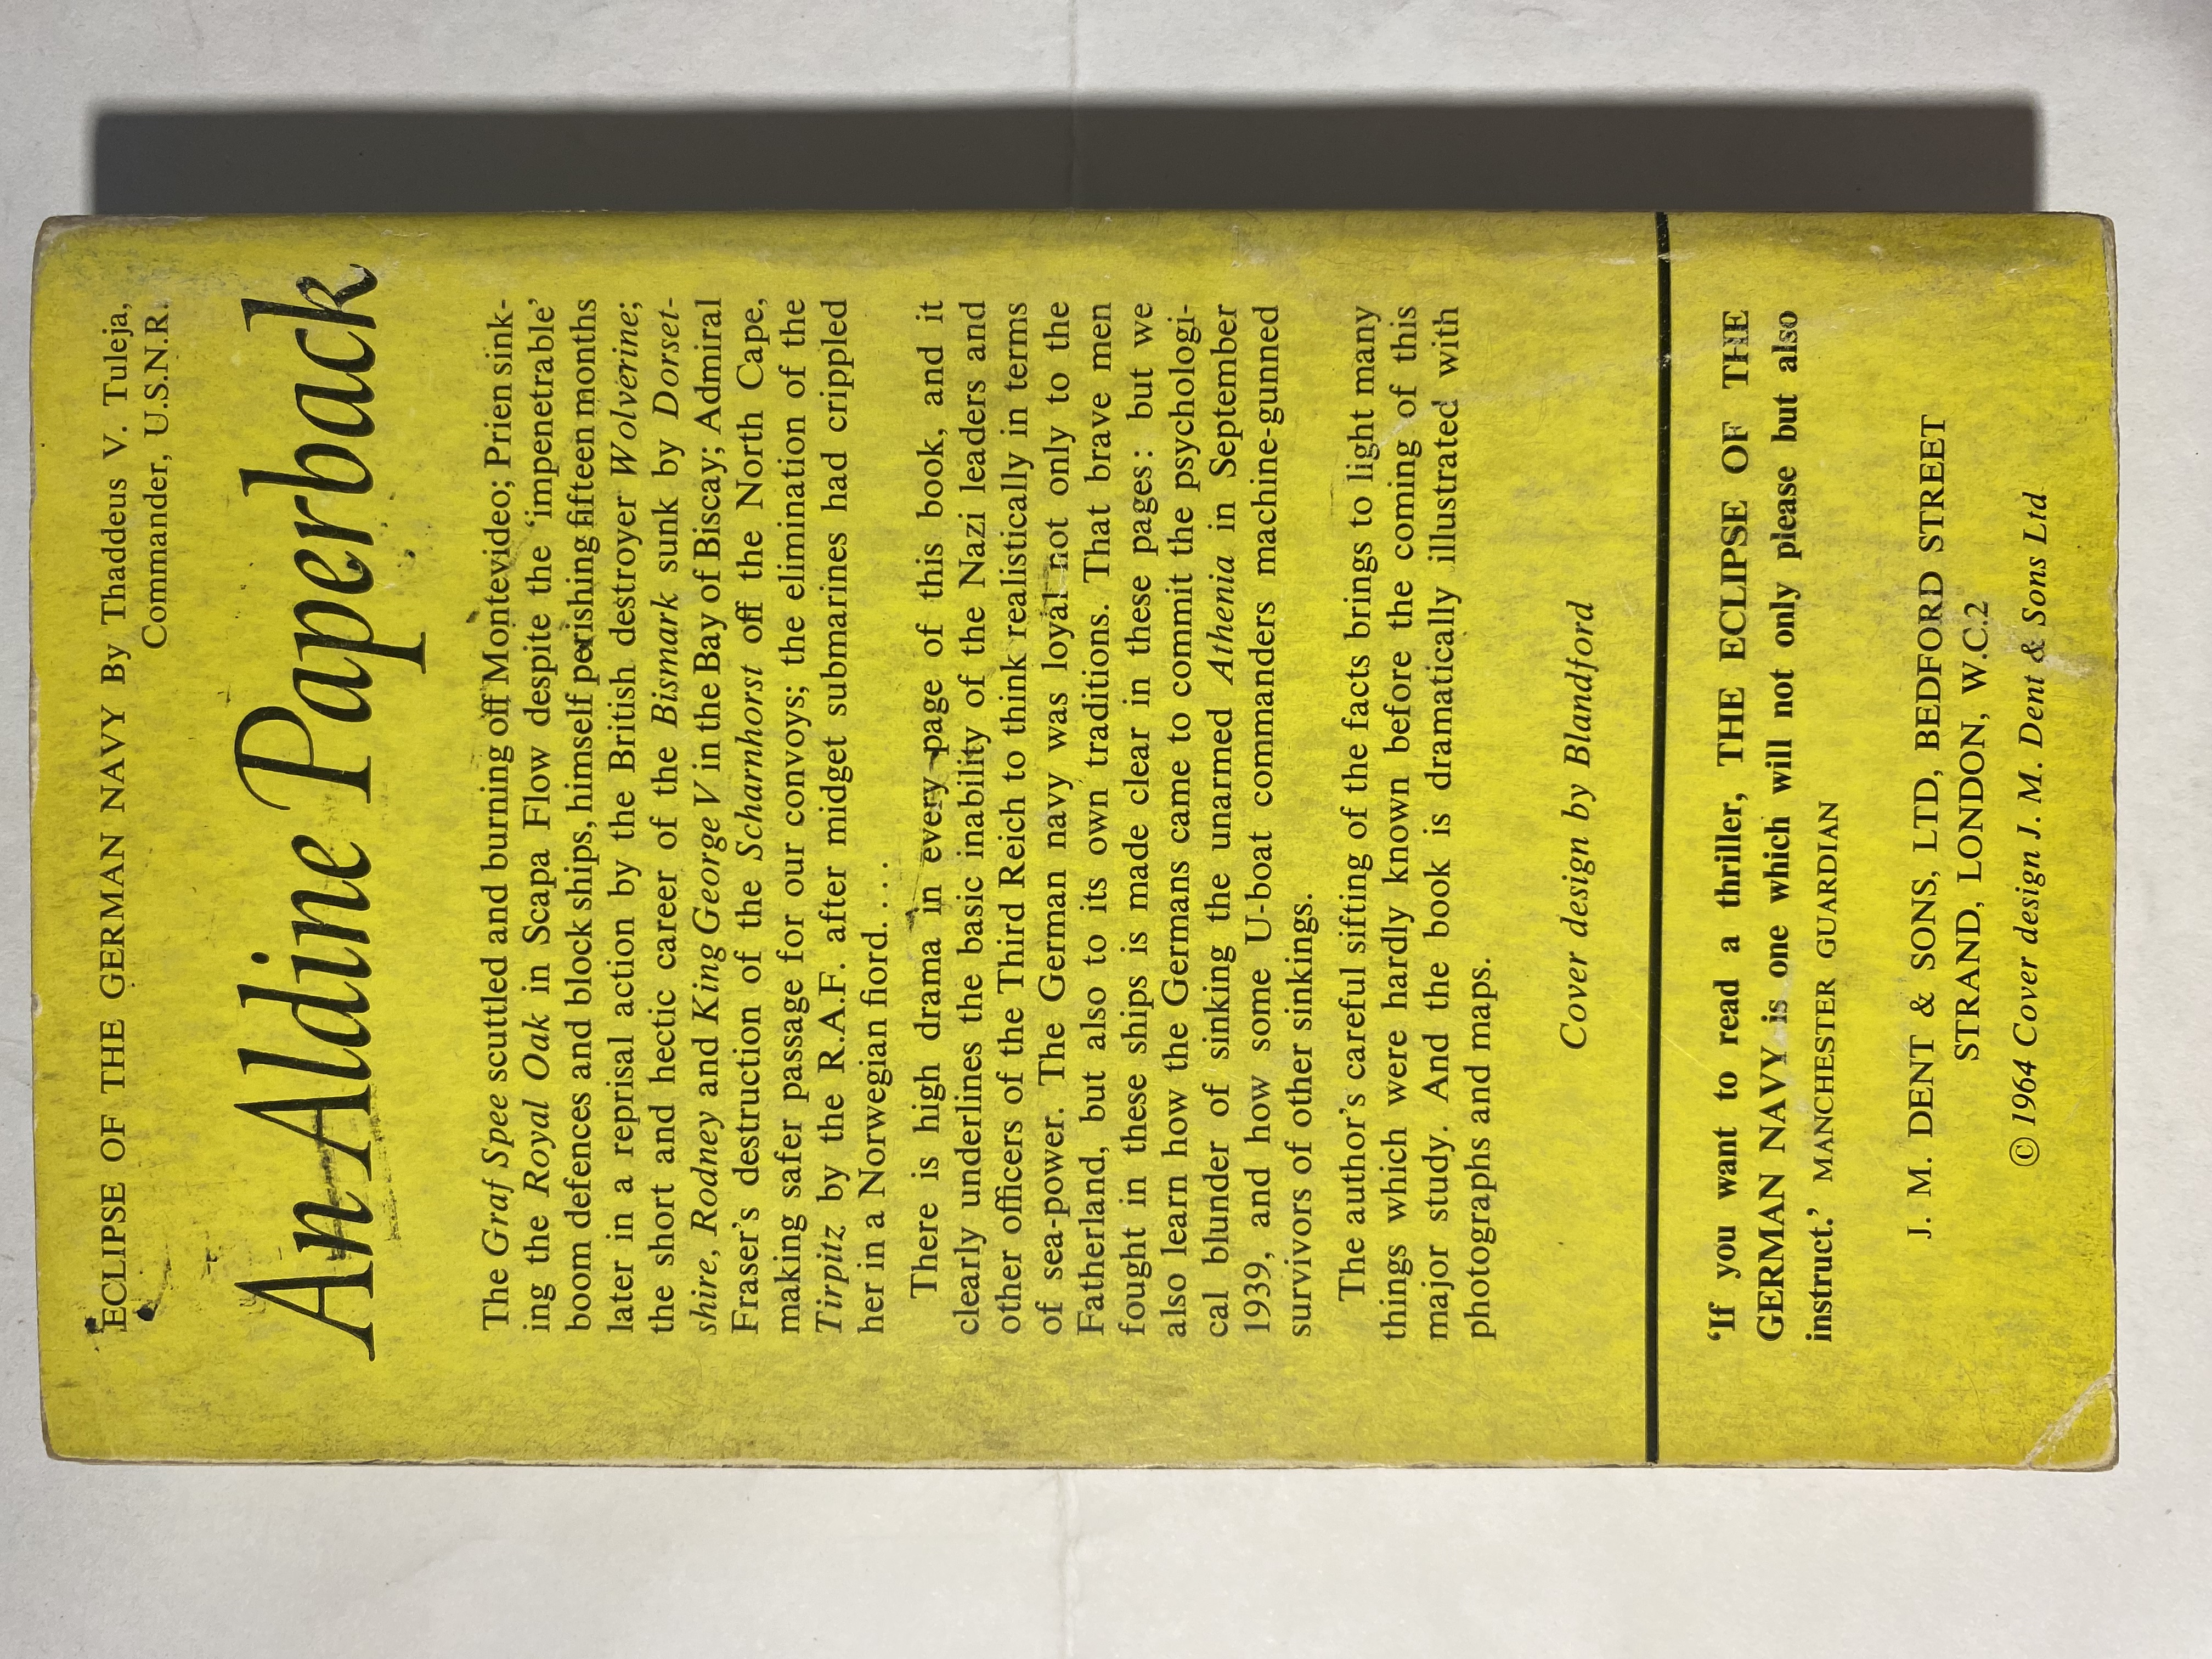 ECLIPSE OF THE GERMAN NAVY By Thaddeus V. Tuleja,
Commander, U.S.N.R.
An Aldine Paperback
The Graf Spee scuttled and burning off Montevideo; Prien sink-
ing the Royal Oak in Scapa Flow despite the ‘impenetrable’
boom defences and block ships, himself perishing fifteen months
later in a reprisal action by the British destroyer Wolverine;
the short and hectic career of the Bismark sunk by Dorset-
shire, Rodney and King George V in the Bay of Biscay; Admiral
Fraser’s destruction of the Scharnhorst off the North Cape,
making safer passage for our convoys; the elimination of the
Tirpitz by the R.A.F. after midget submarines had crippled
her in a Norwegian fiord. . . .
There is high drama in every page of this book, and it
clearly underlines the basic inability of the Nazi leaders and
other officers of the Third Reich to think realistically in terms
of sea-power. The German navy was loyal not only to the
Fatherland, but also to its own traditions. That brave men
fought in these ships is made clear in these pages: but we
also learn how the Germans came to commit the psychologi-
cal blunder of sinking the unarmed Athenia in September
1939, and how some U-boat commanders machine-gunned
survivors of other sinkings.
The author’s careful sifting of the facts brings to light many
things which were hardly known before the coming of this
major study. And the book is dramatically illustrated with
photographs and maps.
Cover design by Blandford
‘If you want to read a thriller, THE ECLIPSE OF THE
GERMAN NAVY is one which will not only please but also
instruct.’ MANCHESTER GUARDIAN
J. M. DENT & SONS, LTD, BEDFORD STREET
STRAND, LONDON, W.C.2
© 1964 Cover design J. M. Dent & Sons Ltd